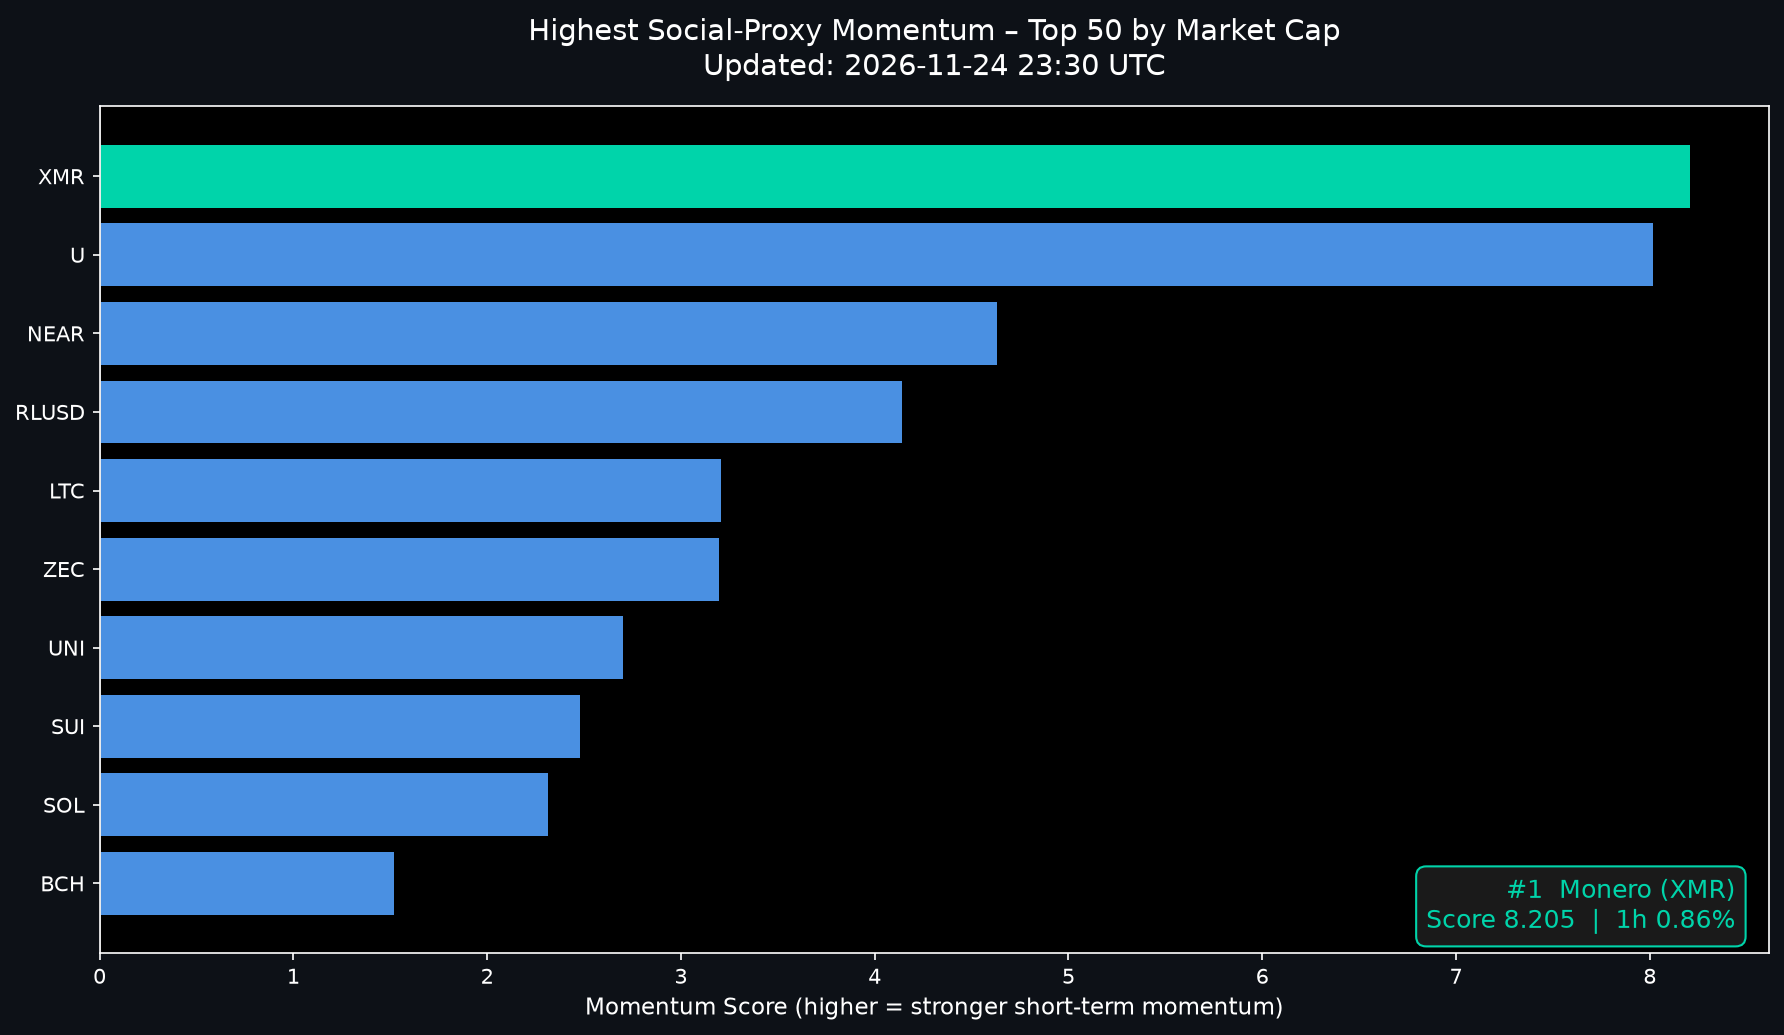 Highest Social-Proxy Momentum – Top 50 by Market Cap
Updated: 2026-11-24 23:30 UTC
XMR
U
NEAR
RLUSD
LTC
ZEC
UNI
SUI
SOL
BCH
#1  Monero (XMR)
Score 8.205  |  1h 0.86%
0 1 2 3 4 5 6 7 8
Momentum Score (higher = stronger short-term momentum)